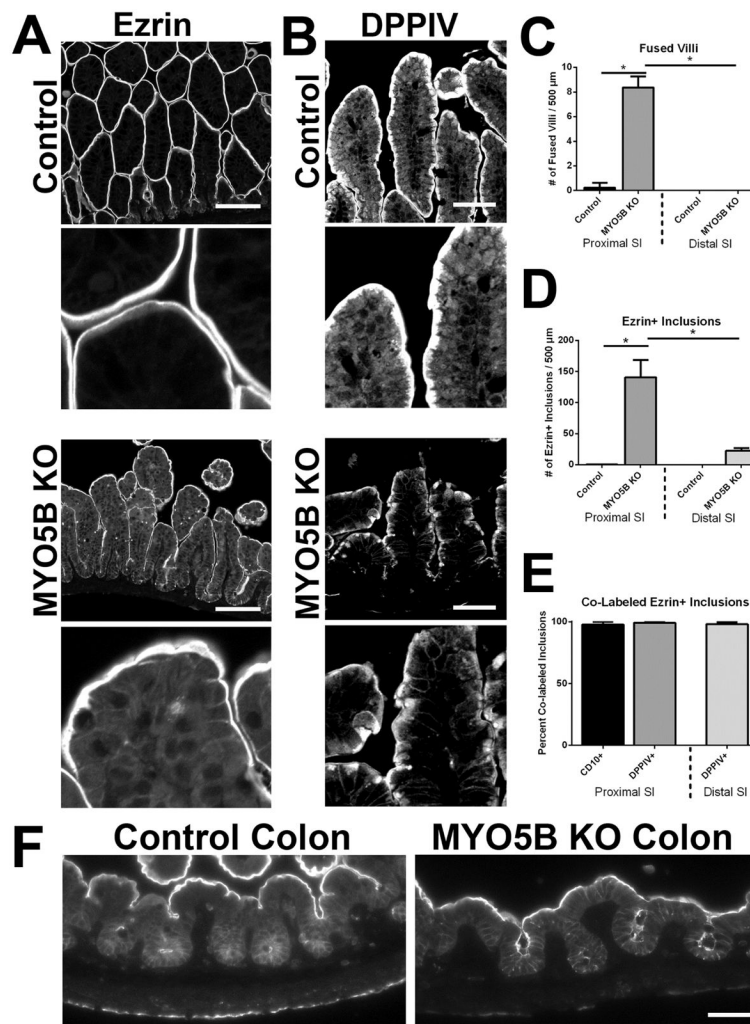 A
Ezrin
Control
MYO5B KO
B
DPPIV
Control
MYO5B KO
C
Fused Villi
# of Fused Villi / 500 µm
10
8
6
4
2
0
*
*
Control
MYO5B KO
Control
MYO5B KO
Proximal SI
Distal SI
D
Ezrin+ Inclusions
# of Ezrin+ Inclusions / 500 µm
200
150
100
50
0
*
*
Control
MYO5B KO
Control
MYO5B KO
Proximal SI
Distal SI
E
Co-Labeled Ezrin+ Inclusions
Percent Co-labeled Inclusions
100
50
0
CD10+
DPPIV+
DPPIV+
Proximal SI
Distal SI
F
Control Colon
MYO5B KO Colon